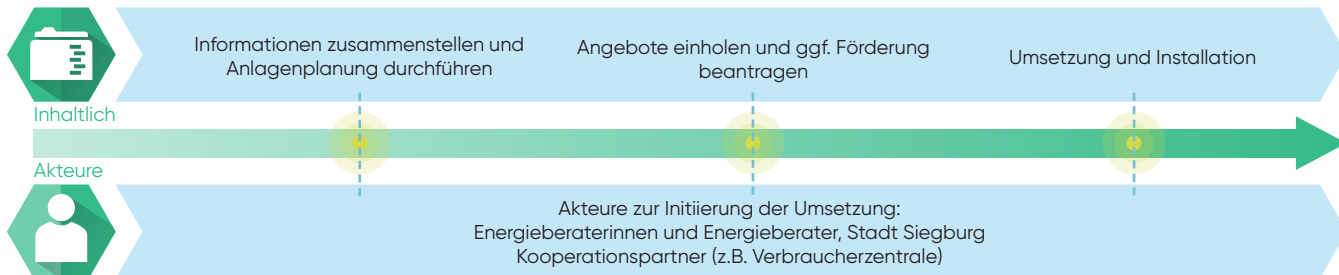 Informationen zusammenstellen und
Anlagenplanung durchführen
Angebote einholen und ggf. Förderung
beantragen
Umsetzung und Installation
Inhaltlich
Akteure
Akteure zur Initiierung der Umsetzung:
Energieberaterinnen und Energieberater, Stadt Siegburg
Kooperationspartner (z.B. Verbraucherzentrale)